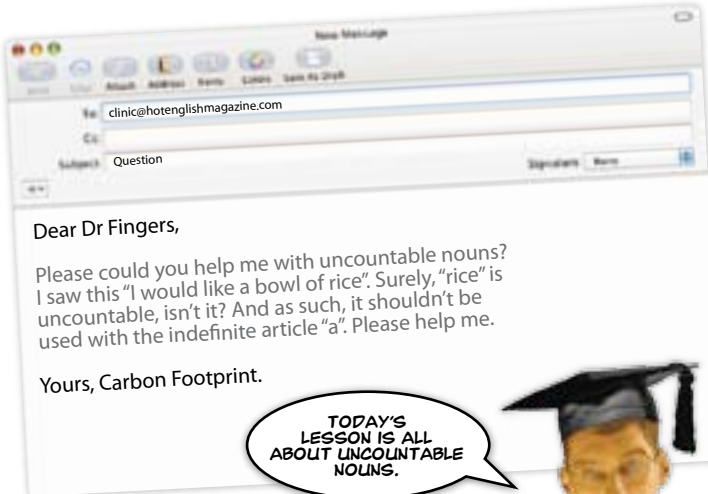 New Message
Attach Address Fonts Colors Save As Draft
To: clinic@hotenglishmagazine.com
Cc:
Subject: Question
Signature: None
Dear Dr Fingers,
Please could you help me with uncountable nouns?
I saw this “I would like a bowl of rice”. Surely, “rice” is
uncountable, isn’t it? And as such, it shouldn’t be
used with the indefinite article “a”. Please help me.
Yours, Carbon Footprint.
TODAY’S
LESSON IS ALL
ABOUT UNCOUNTABLE
NOUNS.